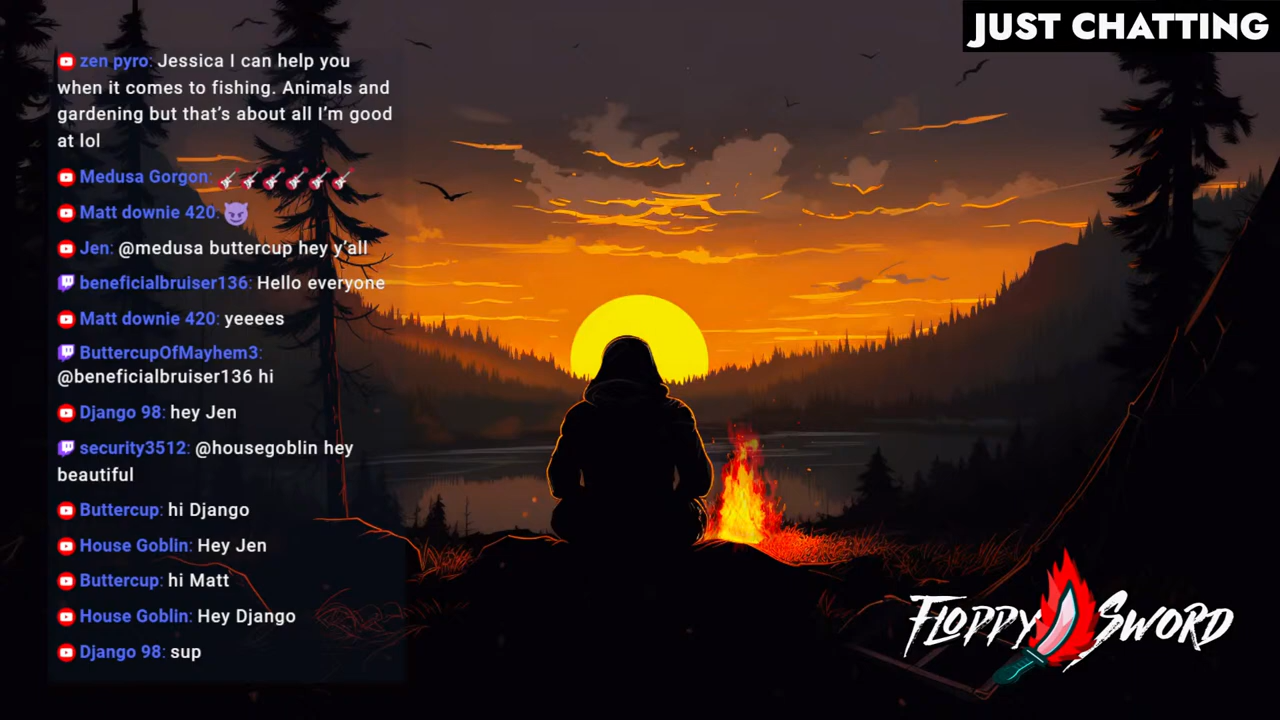 JUST CHATTING
zen pyro: Jessica I can help you
when it comes to fishing. Animals and
gardening but that’s about all I’m good
at lol
Medusa Gorgon: 🎸🎸🎸🎸🎸🎸
Matt downie 420: 😈
Jen: @medusa buttercup hey y’all
beneficialbruiser136: Hello everyone
Matt downie 420: yeeees
ButtercupOfMayhem3:
@beneficialbruiser136 hi
Django 98: hey Jen
security3512: @housegoblin hey
beautiful
Buttercup: hi Django
House Goblin: Hey Jen
Buttercup: hi Matt
House Goblin: Hey Django
Django 98: sup
FLOPPY SWORD